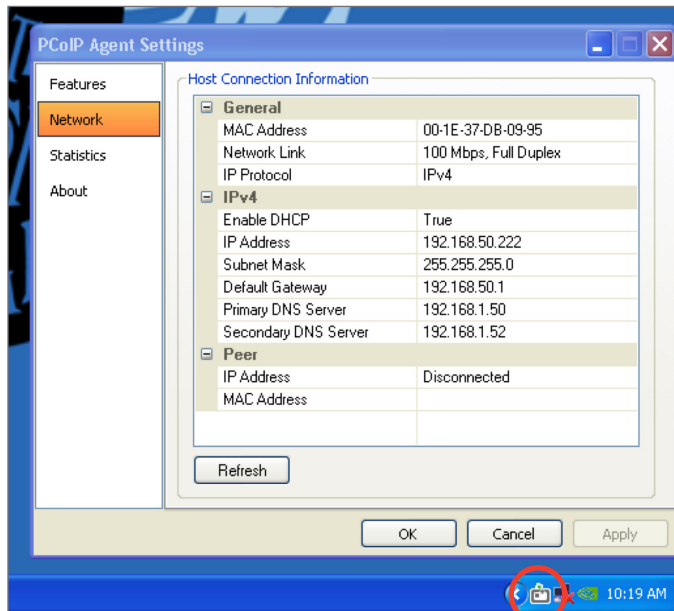 PCoIP Agent Settings
Features
Network
Statistics
About
Host Connection Information
General
MAC Address 00-1E-37-DB-09-95
Network Link 100 Mbps, Full Duplex
IP Protocol IPv4
IPv4
Enable DHCP True
IP Address 192.168.50.222
Subnet Mask 255.255.255.0
Default Gateway 192.168.50.1
Primary DNS Server 192.168.1.50
Secondary DNS Server 192.168.1.52
Peer
IP Address Disconnected
MAC Address
Refresh
OK Cancel Apply
10:19 AM